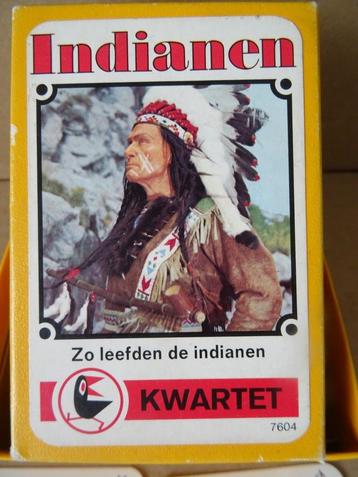 Indianen
Zo leefden de indianen
KWARTET
7604